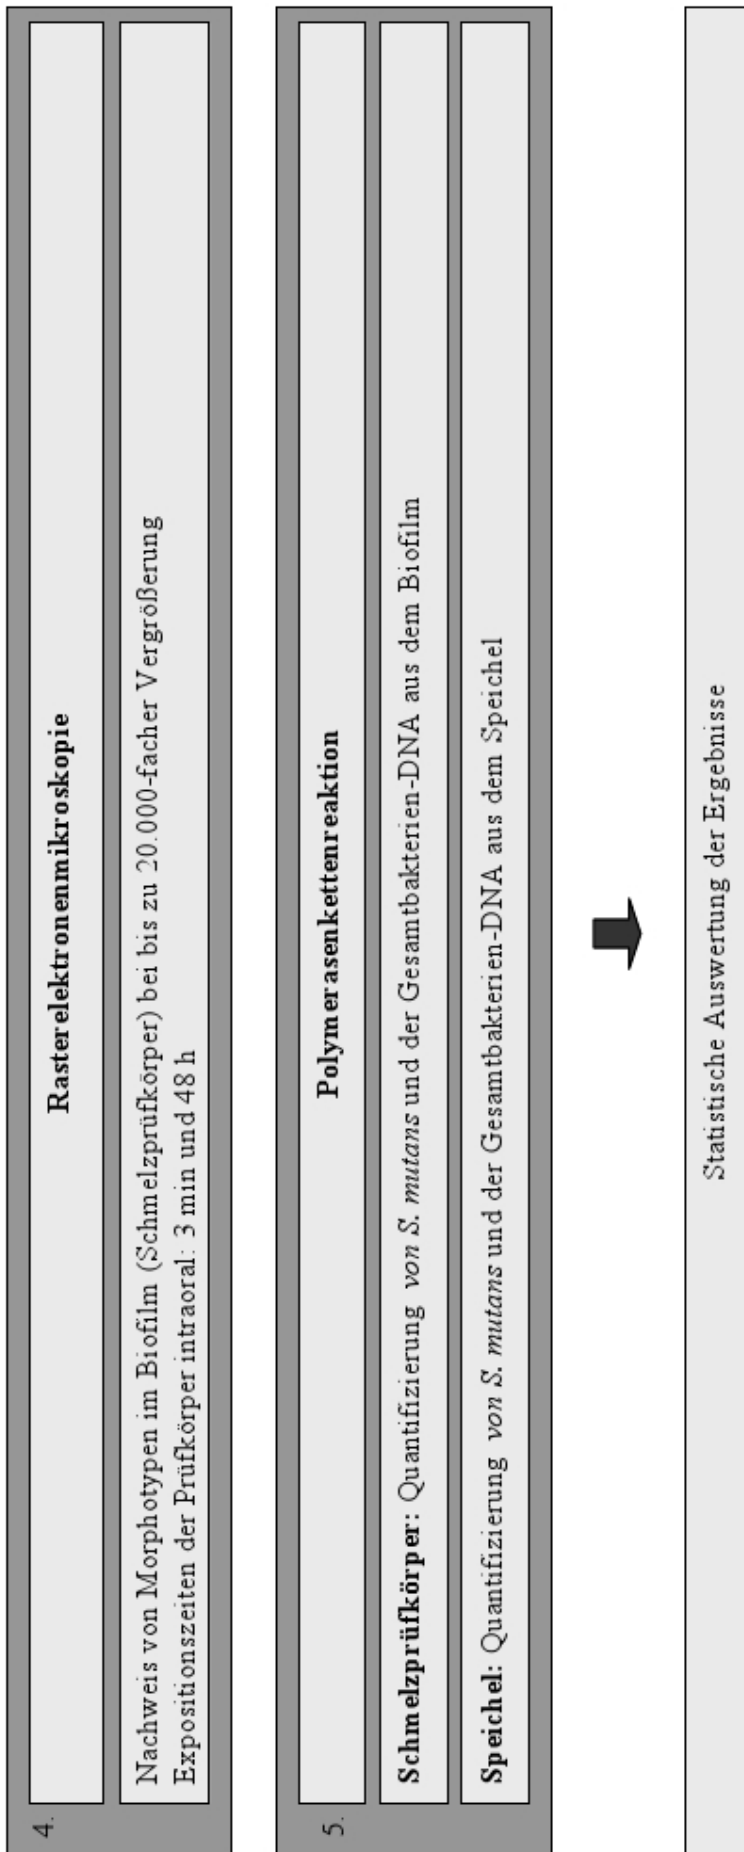 4.
Rasterelektronenmikroskopie
Nachweis von Morphotypen im Biofilm (Schmelzprüfkörper) bei bis zu 20.000-facher Vergrößerung
Expositionszeiten der Prüfkörper intraoral: 3 min und 48 h
5.
Polymerasenkettenreaktion
Schmelzprüfkörper: Quantifizierung von S. mutans und der Gesamtbakterien-DNA aus dem Biofilm
Speichel: Quantifizierung von S. mutans und der Gesamtbakterien-DNA aus dem Speichel
Statistische Auswertung der Ergebnisse